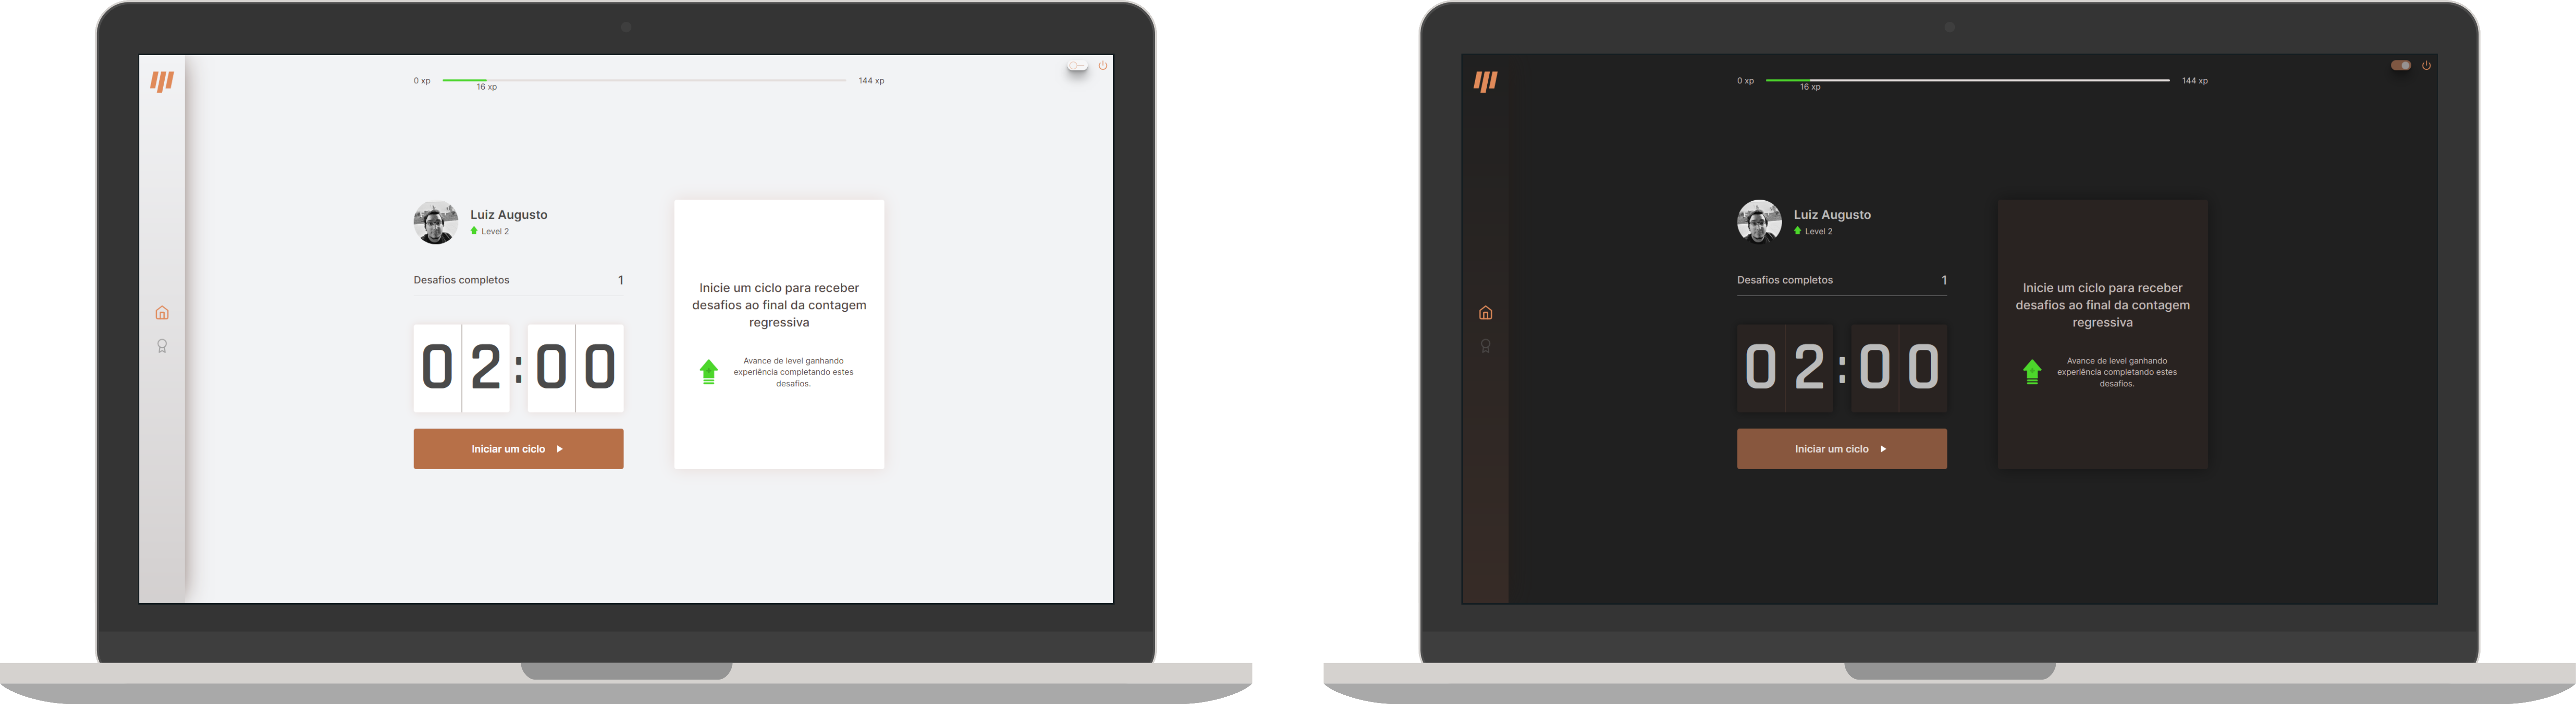 0 xp
144 xp
16 xp
Luiz Augusto
Level 2
Desafios completos
1
02:00
Iniciar um ciclo
Inicie um ciclo para receber
desafios ao final da contagem
regressiva
Avance de level ganhando
experiência completando estes
desafios.
0 xp
144 xp
16 xp
Luiz Augusto
Level 2
Desafios completos
1
02:00
Iniciar um ciclo
Inicie um ciclo para receber
desafios ao final da contagem
regressiva
Avance de level ganhando
experiência completando estes
desafios.